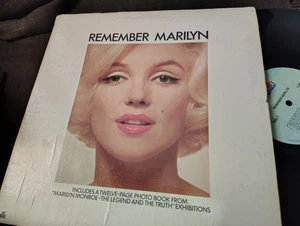 REMEMBER MARILYN
INCLUDES A TWELVE-PAGE PHOTO BOOK FROM
"MARILYN MONROE - THE LEGEND AND THE TRUTH" EXHIBITIONS